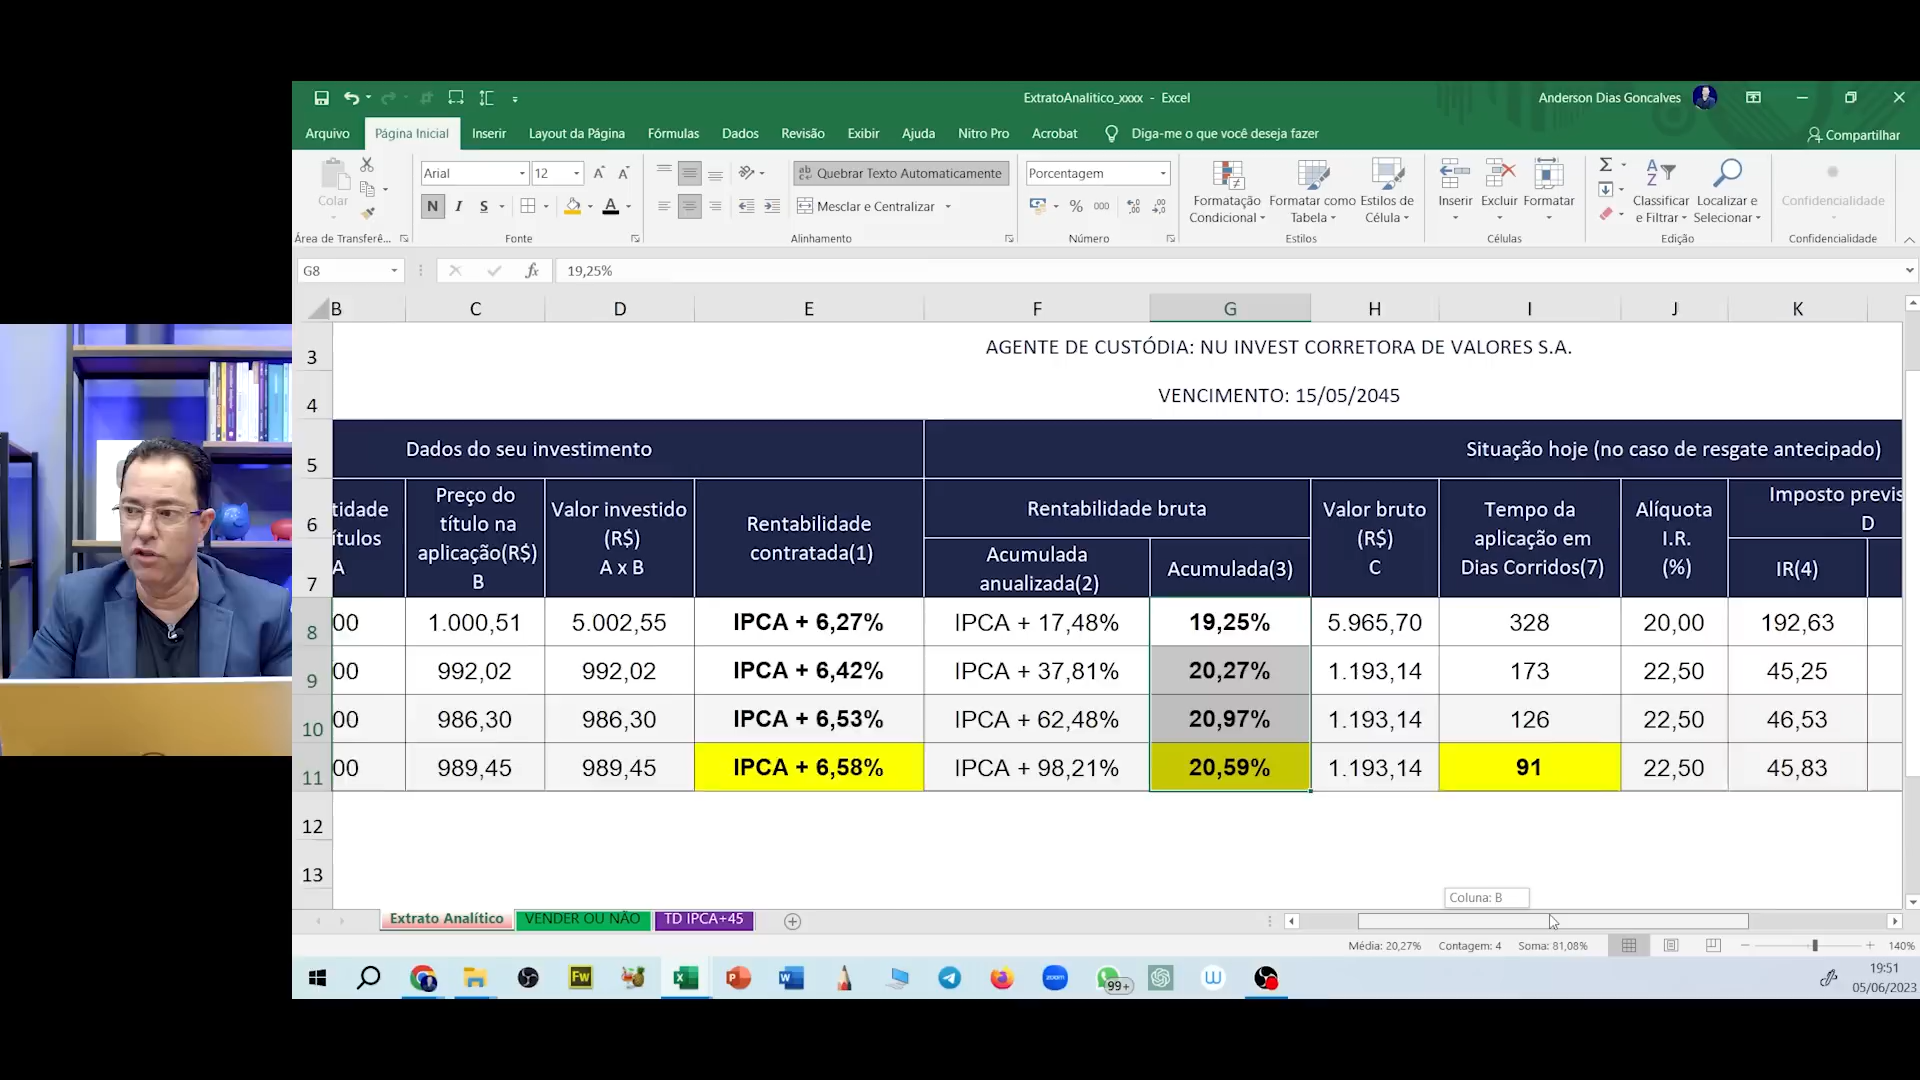 ExtratoAnalitico_xxxx - Excel
Anderson Dias Goncalves
Arquivo Página Inicial Inserir Layout da Página Fórmulas Dados Revisão Exibir Ajuda Nitro Pro Acrobat Diga-me o que você deseja fazer Compartilhar
Colar
Área de Transferê...
Arial 12
N I S
Fonte
Quebrar Texto Automaticamente
Mesclar e Centralizar
Alinhamento
Porcentagem
% 000
Número
Formatação Condicional
Formatar como Tabela
Estilos de Célula
Estilos
Inserir Excluir Formatar
Células
Classificar e Filtrar
Localizar e Selecionar
Edição
Confidencialidade
Confidencialidade
G8 fx 19,25%
B C D E F G H I J K
3 AGENTE DE CUSTÓDIA: NU INVEST CORRETORA DE VALORES S.A.
4 VENCIMENTO: 15/05/2045
5 Dados do seu investimento Situação hoje (no caso de resgate antecipado)
6
7
tidade
ítulos
A
Preço do
título na
aplicação(R$)
B
Valor investido
(R$)
A x B
Rentabilidade
contratada(1)
Rentabilidade bruta
Acumulada
anualizada(2)
Acumulada(3)
Valor bruto
(R$)
C
Tempo da
aplicação em
Dias Corridos(7)
Alíquota
I.R.
(%)
Imposto previs
D
IR(4)
8 00 1.000,51 5.002,55 IPCA + 6,27% IPCA + 17,48% 19,25% 5.965,70 328 20,00 192,63
9 00 992,02 992,02 IPCA + 6,42% IPCA + 37,81% 20,27% 1.193,14 173 22,50 45,25
10 00 986,30 986,30 IPCA + 6,53% IPCA + 62,48% 20,97% 1.193,14 126 22,50 46,53
11 00 989,45 989,45 IPCA + 6,58% IPCA + 98,21% 20,59% 1.193,14 91 22,50 45,83
12
13
Coluna: B
Extrato Analítico VENDER OU NÃO TD IPCA+45
Média: 20,27% Contagem: 4 Soma: 81,08% 140%
Fw zoom 99+
19:51
05/06/2023